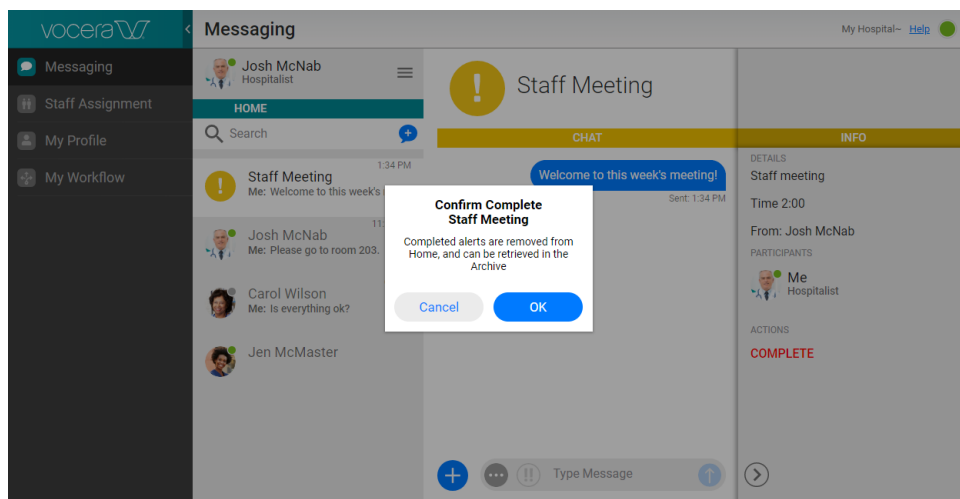 vocera
Messaging
My Hospital~ Help
Messaging
Staff Assignment
My Profile
My Workflow
Josh McNab
Hospitalist
HOME
Search
1:34 PM
Staff Meeting
Me: Welcome to this week's
11:
Josh McNab
Me: Please go to room 203.
Carol Wilson
Me: Is everything ok?
Jen McMaster
Staff Meeting
CHAT
Welcome to this week's meeting!
Sent: 1:34 PM
Confirm Complete
Staff Meeting
Completed alerts are removed from
Home, and can be retrieved in the
Archive
Cancel
OK
Type Message
INFO
DETAILS
Staff meeting
Time 2:00
From: Josh McNab
PARTICIPANTS
Me
Hospitalist
ACTIONS
COMPLETE